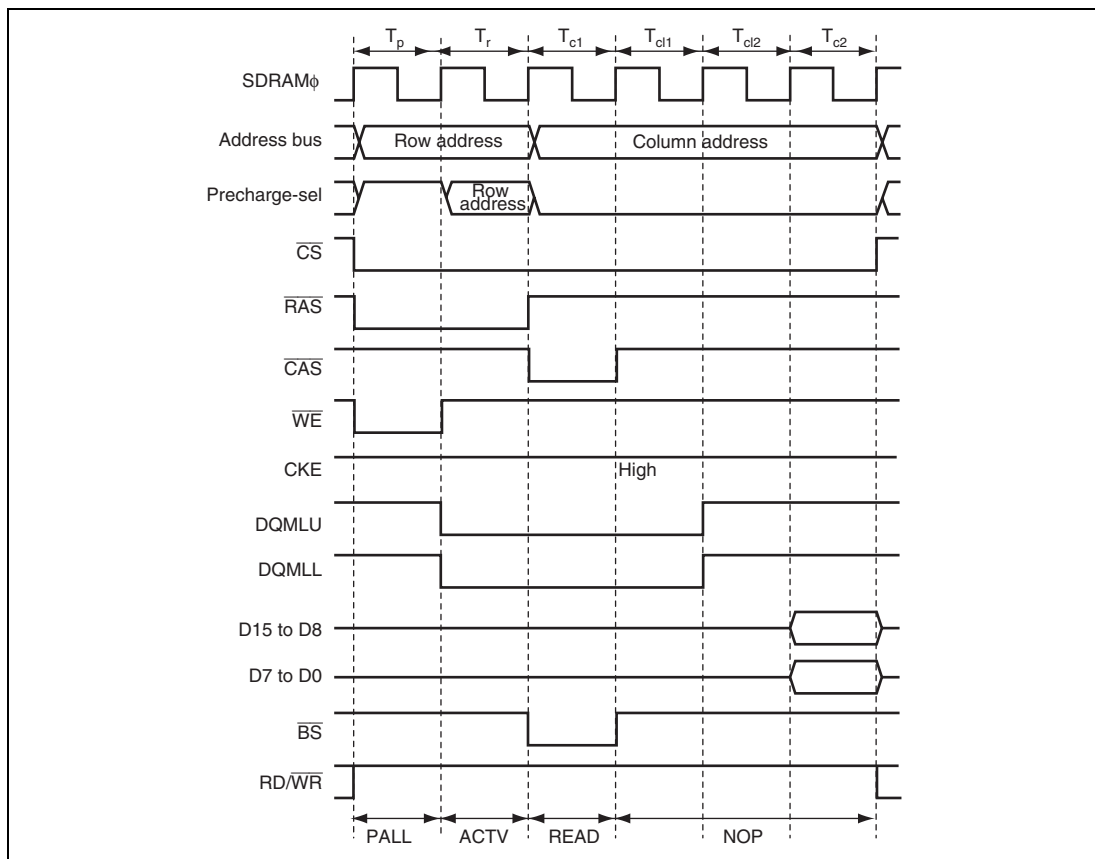 Tp Tr Tc1 Tcl1 Tcl2 Tc2
SDRAMϕ
Address bus Row address Column address
Precharge-sel Row address
CS
RAS
CAS
WE
CKE High
DQMLU
DQMLL
D15 to D8
D7 to D0
BS
RD/WR
PALL ACTV READ NOP